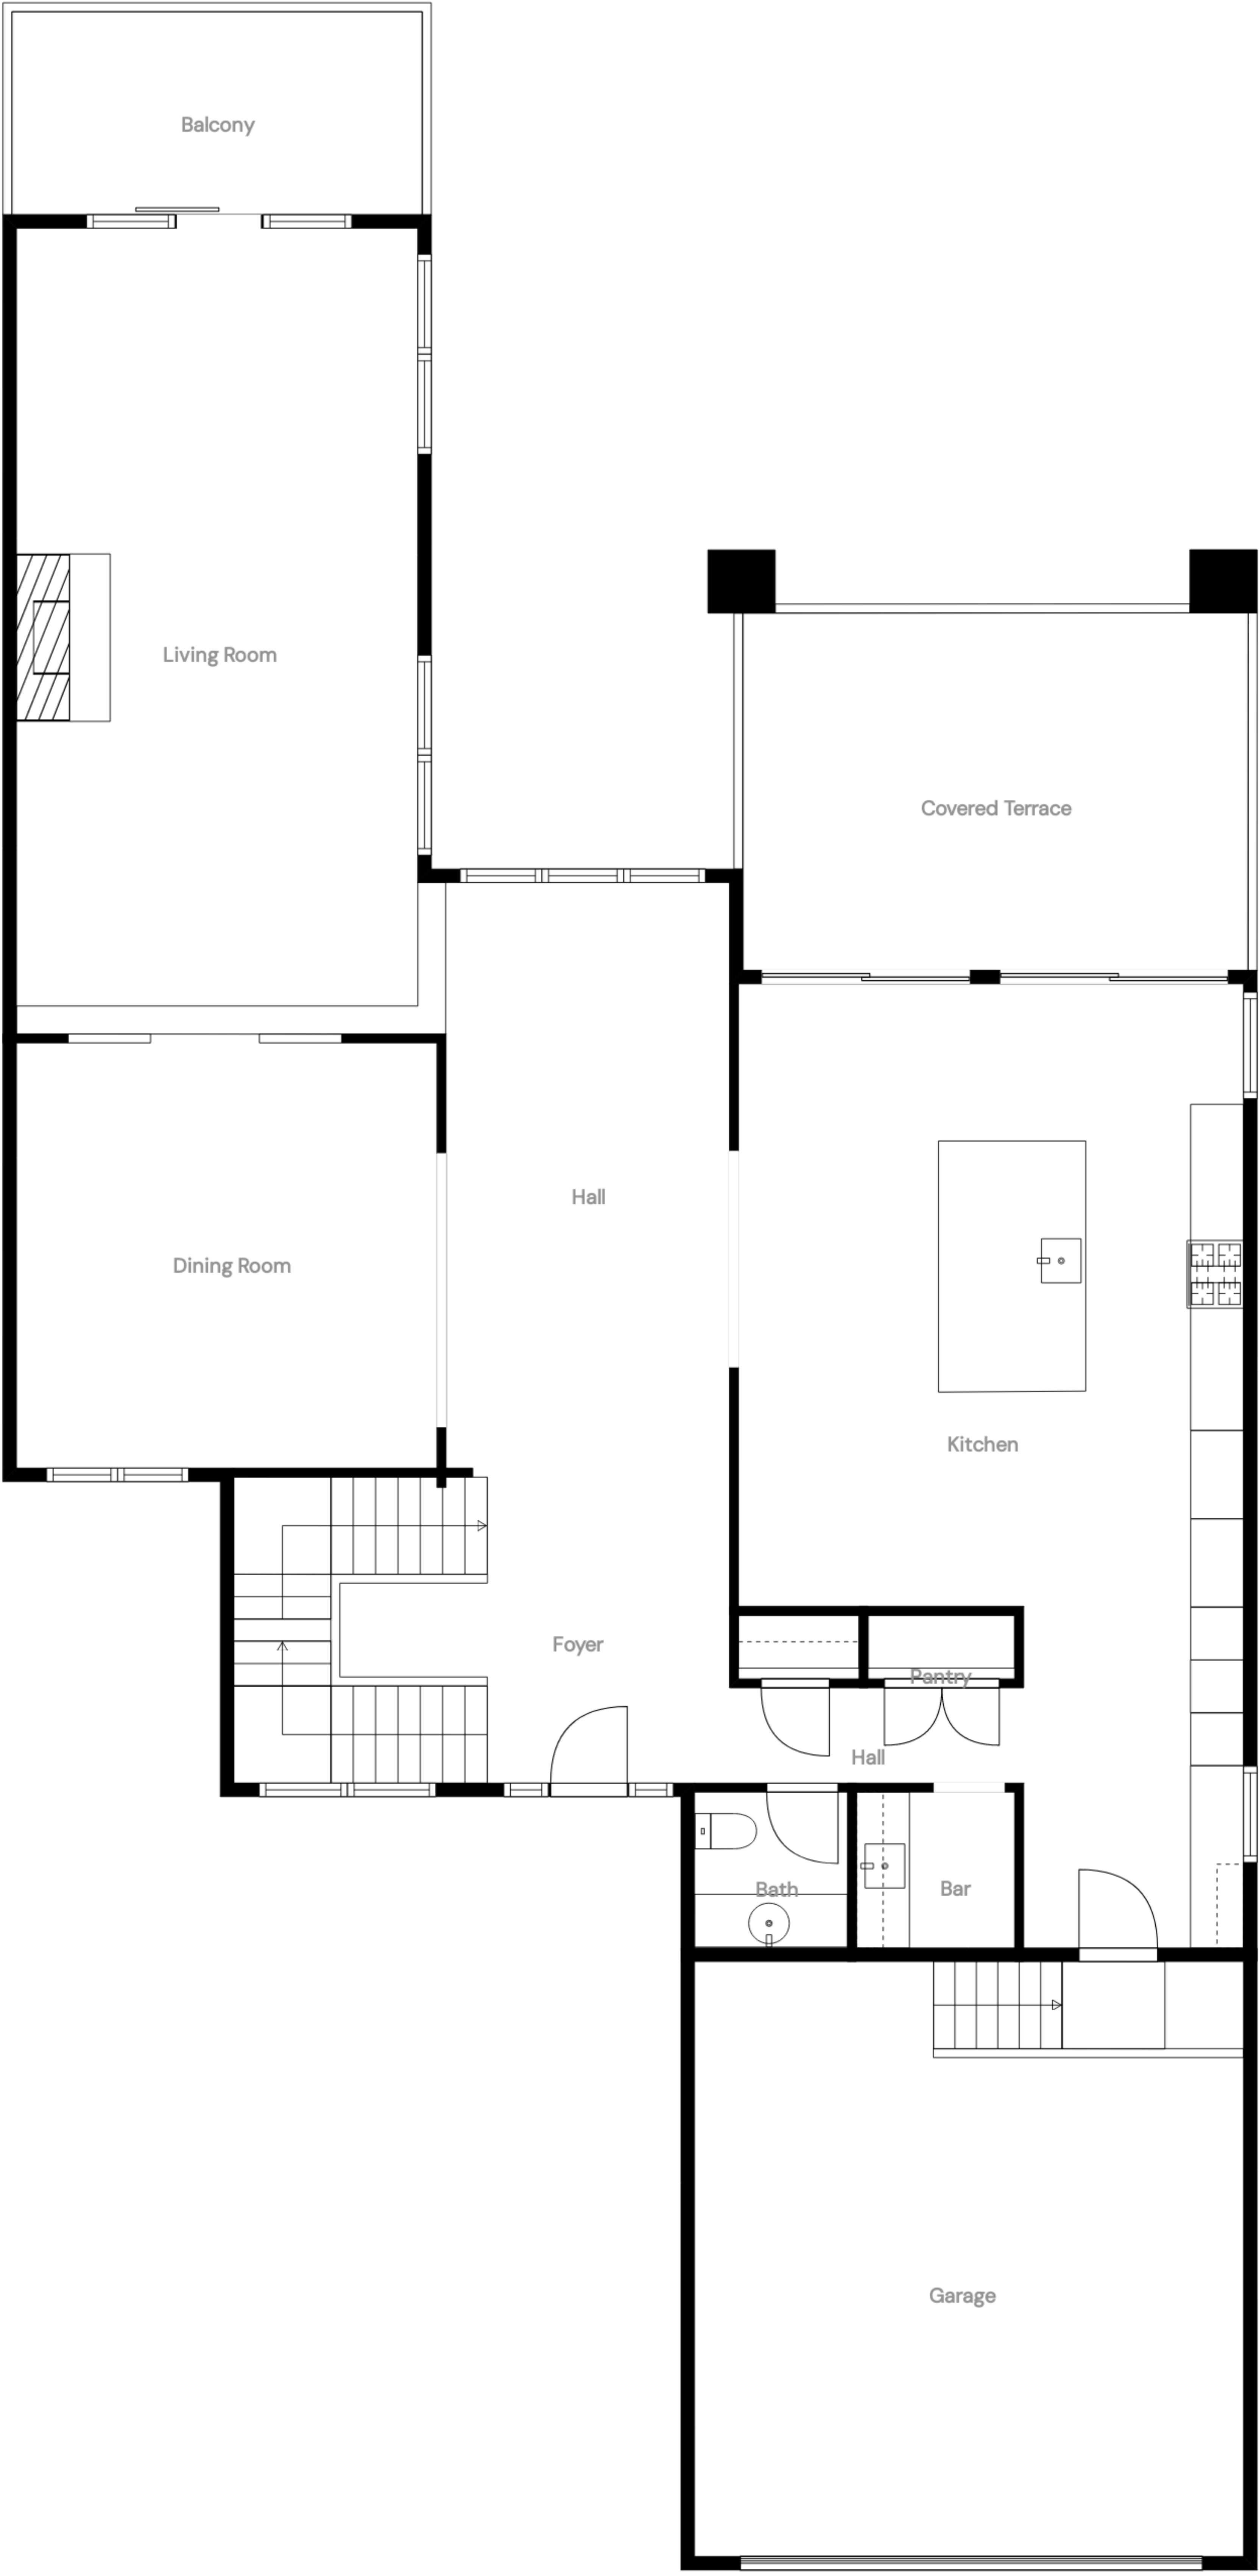 Balcony
Living Room
Covered Terrace
Hall
Dining Room
Kitchen
Foyer
Pantry
Hall
Bath
Bar
Garage